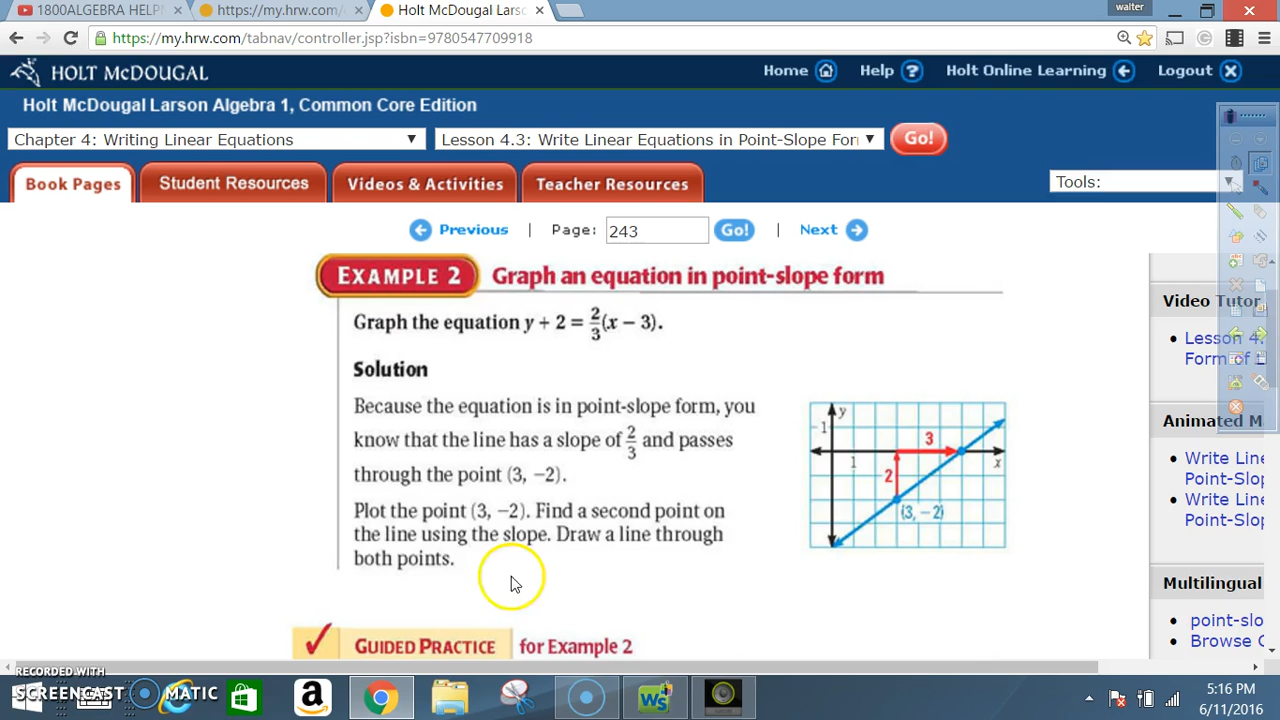 1800ALGEBRA HELP
https://my.hrw.com/
Holt McDougal Lars
walter
https://my.hrw.com/tabnav/controller.jsp?isbn=9780547709918
HOLT MCDOUGAL
Home
Help
Holt Online Learning
Logout
Holt McDougal Larson Algebra 1, Common Core Edition
Chapter 4: Writing Linear Equations
Lesson 4.3: Write Linear Equations in Point-Slope For
Go!
Book Pages
Student Resources
Videos & Activities
Teacher Resources
Tools:
Previous | Page: 243 Go! | Next
EXAMPLE 2 Graph an equation in point-slope form
Graph the equation y + 2 = 2/3(x − 3).
Solution
Because the equation is in point-slope form, you
know that the line has a slope of 2/3 and passes
through the point (3, −2).
Plot the point (3, −2). Find a second point on
the line using the slope. Draw a line through
both points.
y
1
3
1
x
2
(3, −2)
GUIDED PRACTICE for Example 2
Video Tutor
Lesson 4.
Form of
Animated M
Write Line
Point-Slo
Write Line
Point-Slo
Multilingual
point-slo
Browse
RECORDED WITH
SCREENCAST MATIC
WS
5:16 PM
6/11/2016